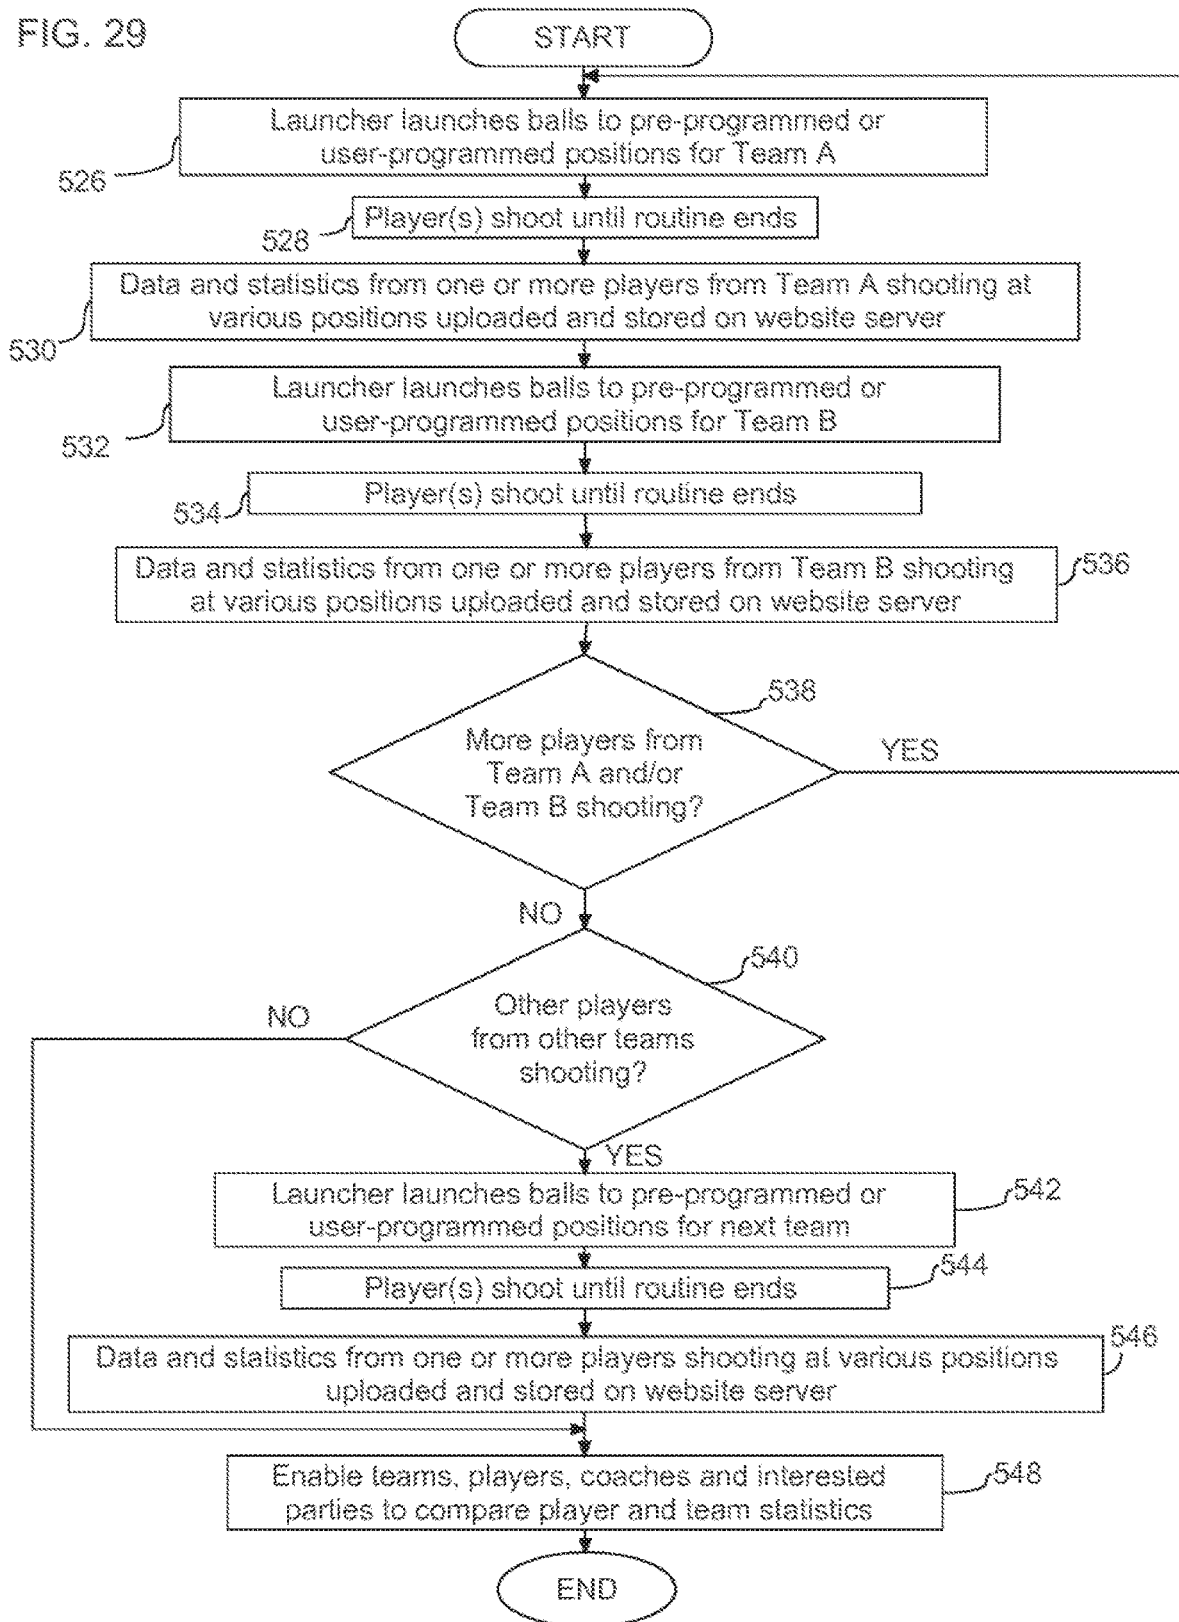 FIG. 29
START
Launcher launches balls to pre-programmed or
user-programmed positions for Team A
526
Player(s) shoot until routine ends
528
Data and statistics from one or more players from Team A shooting at
various positions uploaded and stored on website server
530
Launcher launches balls to pre-programmed or
user-programmed positions for Team B
532
Player(s) shoot until routine ends
534
Data and statistics from one or more players from Team B shooting
at various positions uploaded and stored on website server
536
538
More players from
Team A and/or
Team B shooting?
YES
NO
540
Other players
from other teams
shooting?
NO
YES
Launcher launches balls to pre-programmed or
user-programmed positions for next team
542
Player(s) shoot until routine ends
544
Data and statistics from one or more players shooting at various positions
uploaded and stored on website server
546
Enable teams, players, coaches and interested
parties to compare player and team statistics
548
END